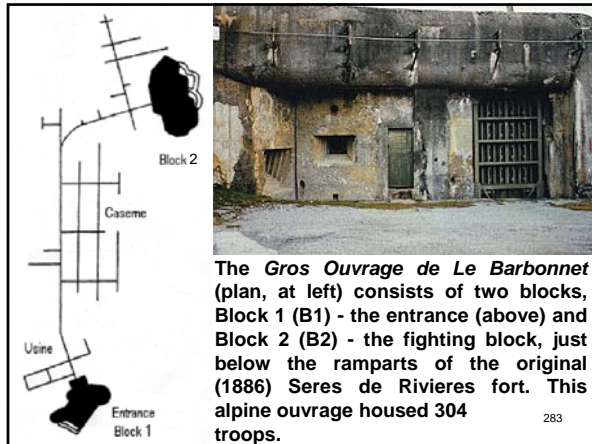 Block 2
Caserne
Usine
Entrance
Block 1
The Gros Ouvrage de Le Barbonnet
(plan, at left) consists of two blocks,
Block 1 (B1) - the entrance (above) and
Block 2 (B2) - the fighting block, just
below the ramparts of the original
(1886) Seres de Rivieres fort. This
alpine ouvrage housed 304
troops.
283